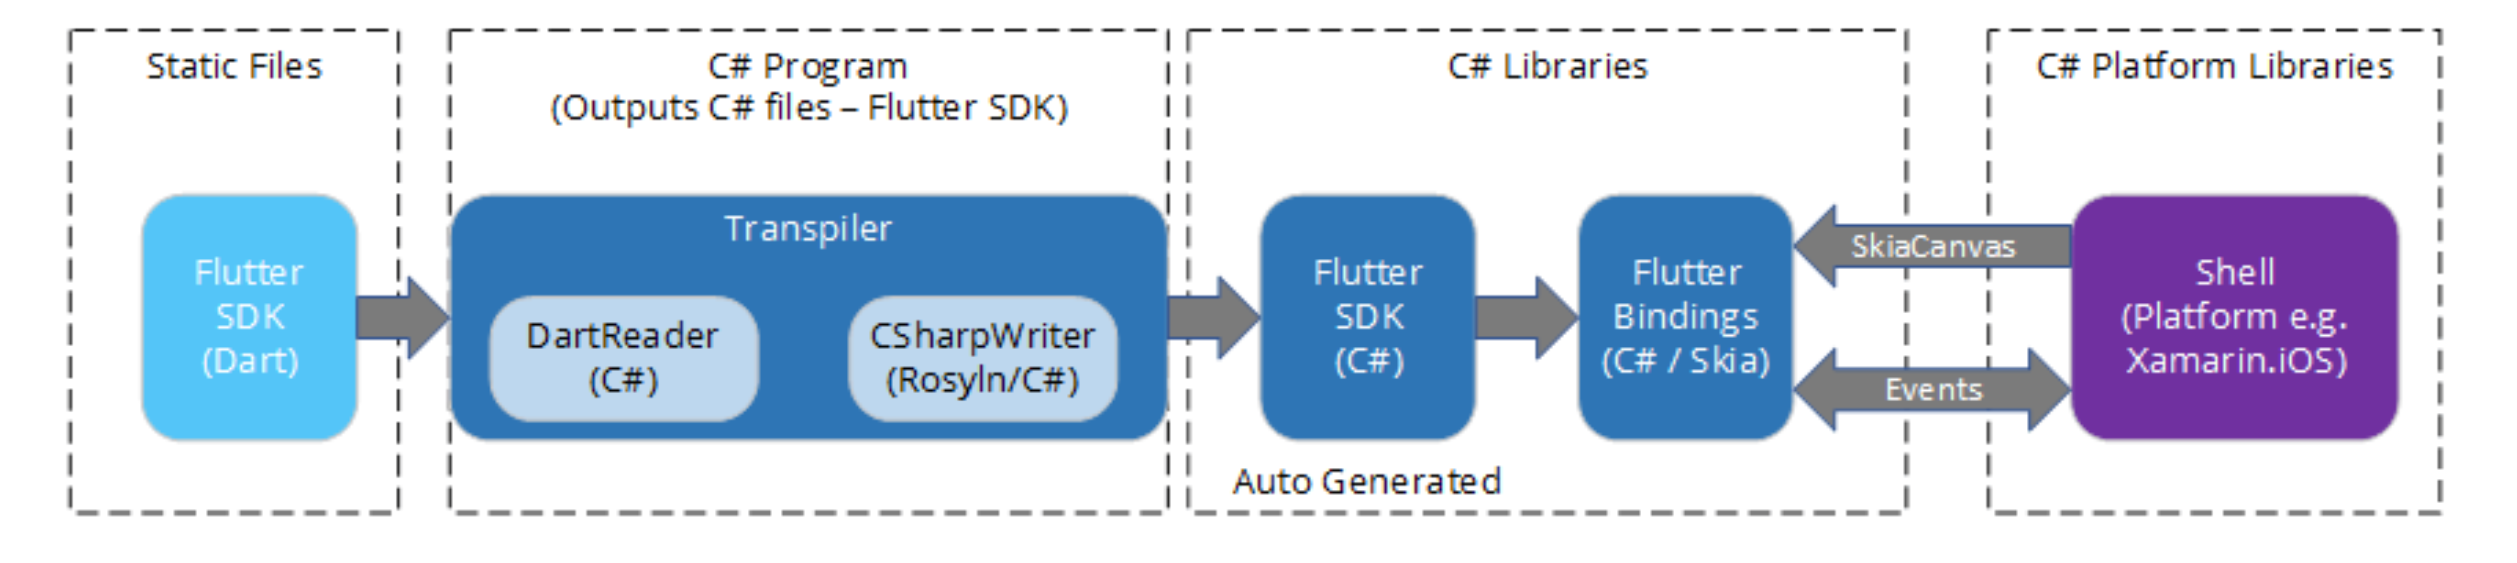 Static Files
Flutter
SDK
(Dart)
C# Program
(Outputs C# files – Flutter SDK)
Transpiler
DartReader
(C#)
CSharpWriter
(Rosyln/C#)
C# Libraries
Flutter
SDK
(C#)
Flutter
Bindings
(C# / Skia)
Auto Generated
SkiaCanvas
Events
C# Platform Libraries
Shell
(Platform e.g.
Xamarin.iOS)